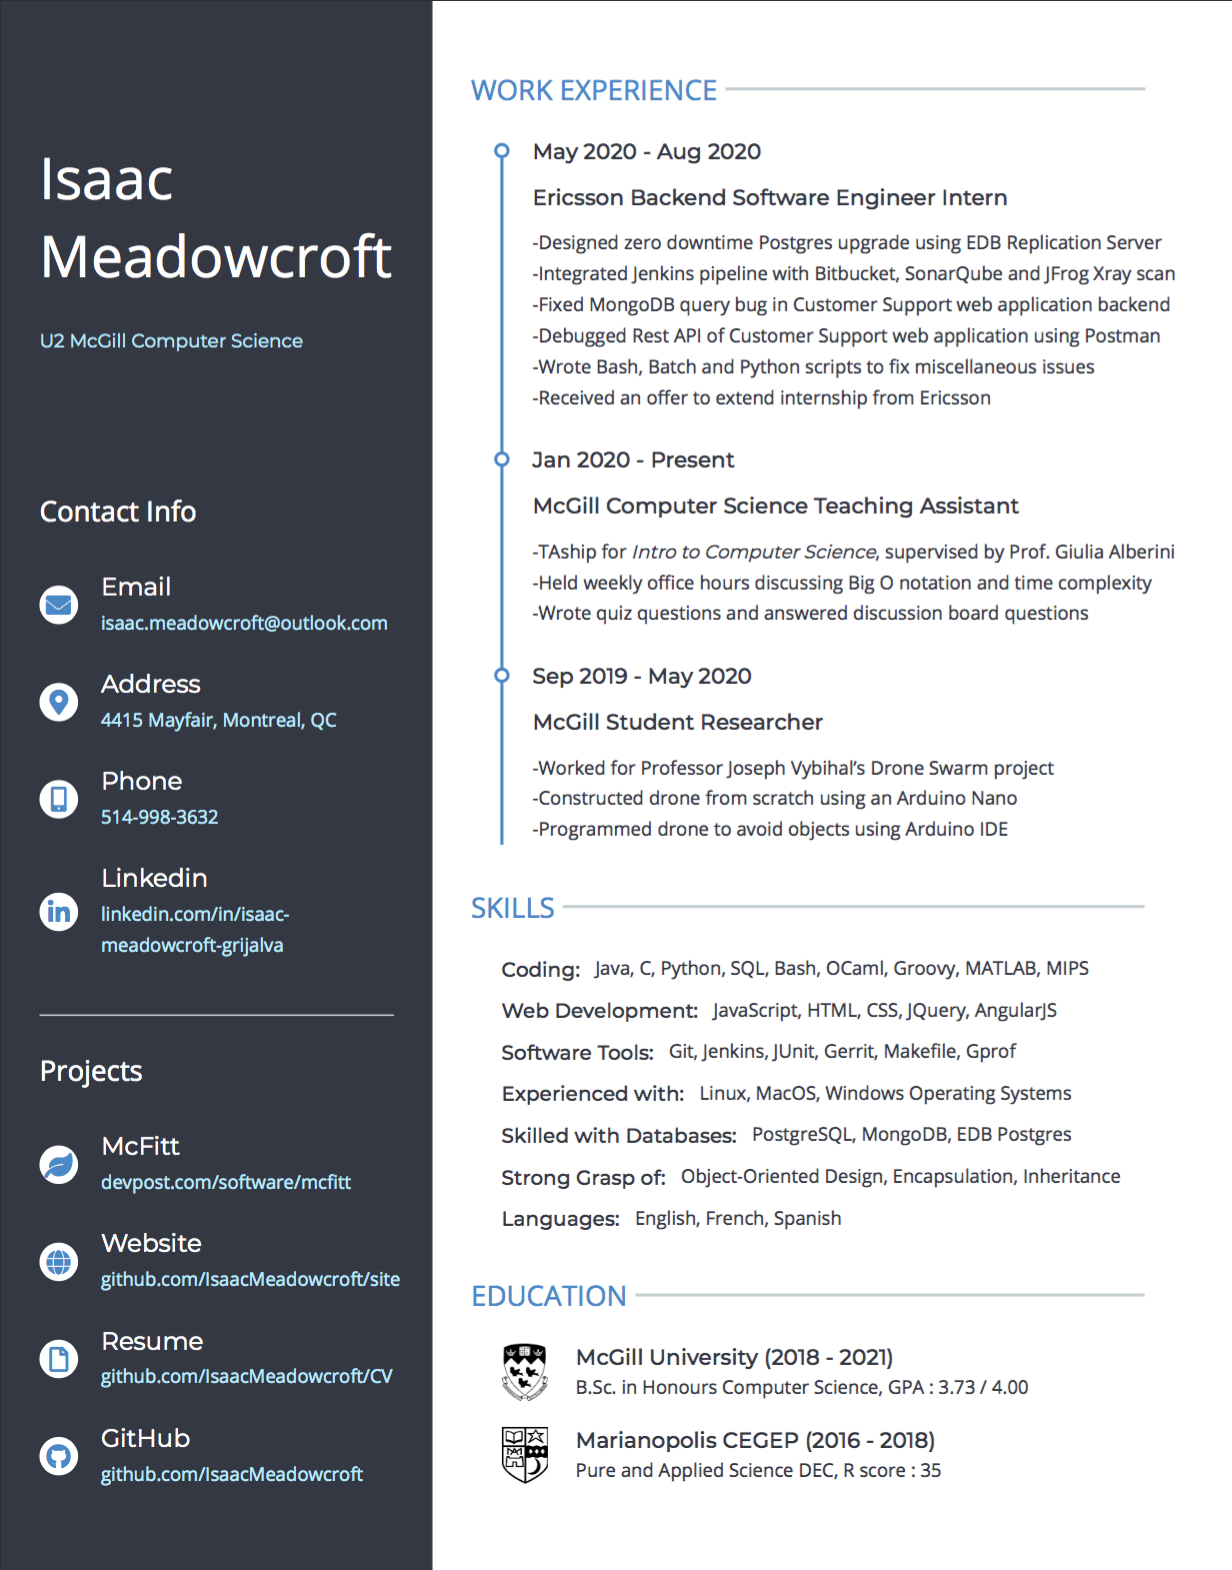 Isaac
Meadowcroft
U2 McGill Computer Science
Contact Info
Email
isaac.meadowcroft@outlook.com
Address
4415 Mayfair, Montreal, QC
Phone
514-998-3632
Linkedin
linkedin.com/in/isaac-
meadowcroft-grijalva
Projects
McFitt
devpost.com/software/mcfitt
Website
github.com/IsaacMeadowcroft/site
Resume
github.com/IsaacMeadowcroft/CV
GitHub
github.com/IsaacMeadowcroft
WORK EXPERIENCE
May 2020 - Aug 2020
Ericsson Backend Software Engineer Intern
-Designed zero downtime Postgres upgrade using EDB Replication Server
-Integrated Jenkins pipeline with Bitbucket, SonarQube and JFrog Xray scan
-Fixed MongoDB query bug in Customer Support web application backend
-Debugged Rest API of Customer Support web application using Postman
-Wrote Bash, Batch and Python scripts to fix miscellaneous issues
-Received an offer to extend internship from Ericsson
Jan 2020 - Present
McGill Computer Science Teaching Assistant
-TAship for Intro to Computer Science, supervised by Prof. Giulia Alberini
-Held weekly office hours discussing Big O notation and time complexity
-Wrote quiz questions and answered discussion board questions
Sep 2019 - May 2020
McGill Student Researcher
-Worked for Professor Joseph Vybihal's Drone Swarm project
-Constructed drone from scratch using an Arduino Nano
-Programmed drone to avoid objects using Arduino IDE
SKILLS
Coding: Java, C, Python, SQL, Bash, OCaml, Groovy, MATLAB, MIPS
Web Development: JavaScript, HTML, CSS, JQuery, AngularJS
Software Tools: Git, Jenkins, JUnit, Gerrit, Makefile, Gprof
Experienced with: Linux, MacOS, Windows Operating Systems
Skilled with Databases: PostgreSQL, MongoDB, EDB Postgres
Strong Grasp of: Object-Oriented Design, Encapsulation, Inheritance
Languages: English, French, Spanish
EDUCATION
McGill University (2018 - 2021)
B.Sc. in Honours Computer Science, GPA : 3.73 / 4.00
Marianopolis CEGEP (2016 - 2018)
Pure and Applied Science DEC, R score : 35